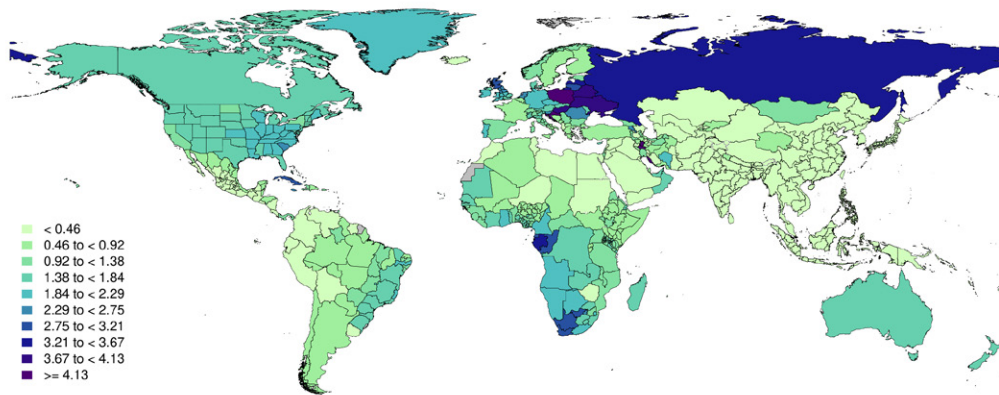 < 0.46
0.46 to < 0.92
0.92 to < 1.38
1.38 to < 1.84
1.84 to < 2.29
2.29 to < 2.75
2.75 to < 3.21
3.21 to < 3.67
3.67 to < 4.13
>= 4.13